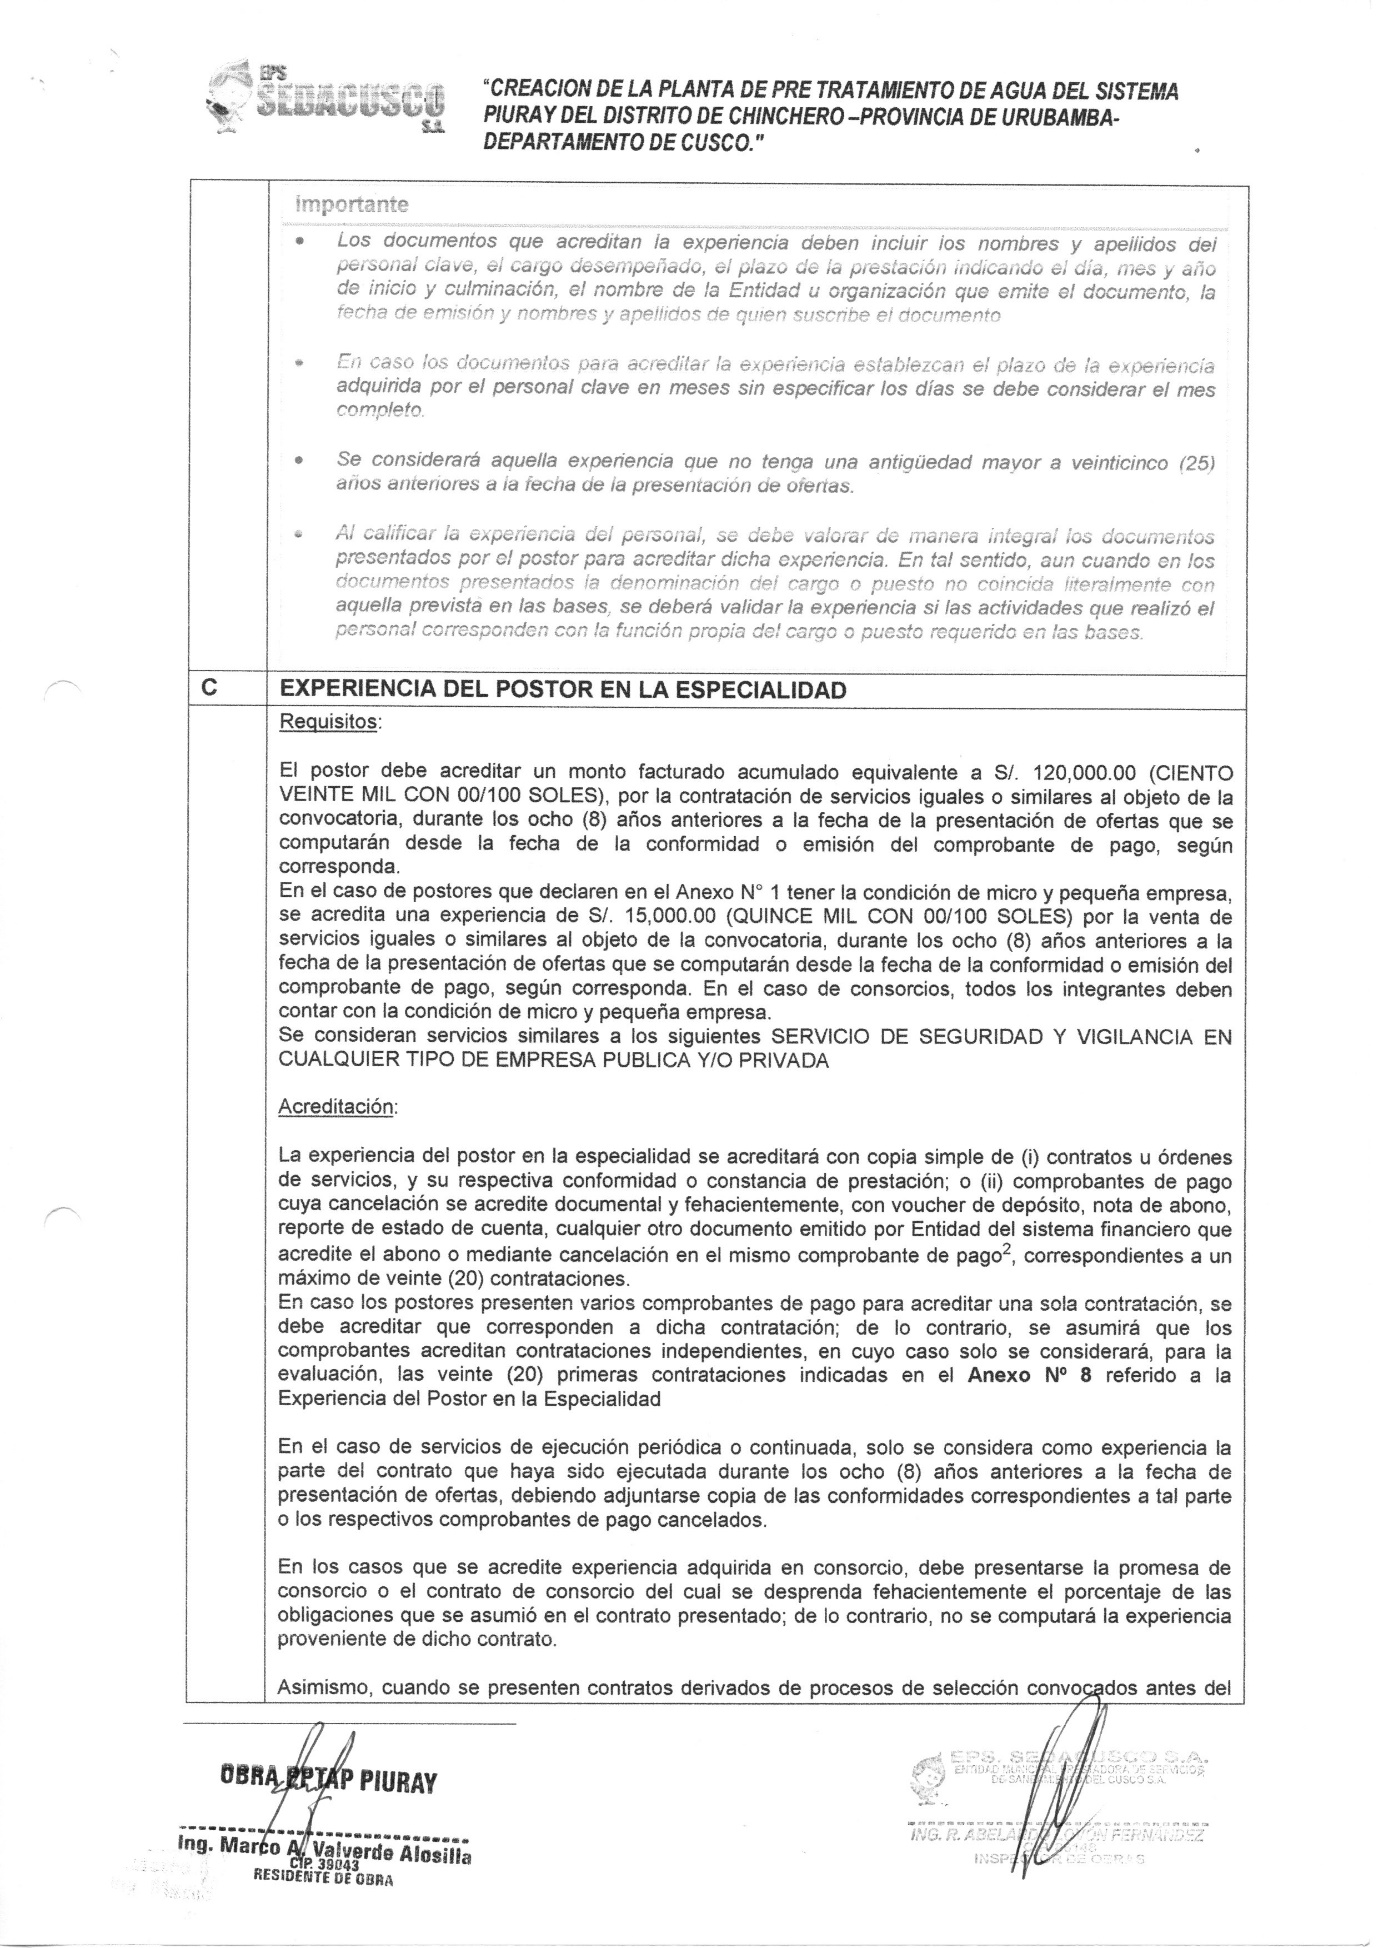 EPS
SEDACUSCO
S.A.
"CREACION DE LA PLANTA DE PRE TRATAMIENTO DE AGUA DEL SISTEMA
PIURAY DEL DISTRITO DE CHINCHERO –PROVINCIA DE URUBAMBA-
DEPARTAMENTO DE CUSCO."
Importante
• Los documentos que acreditan la experiencia deben incluir los nombres y apellidos del
personal clave, el cargo desempeñado, el plazo de la prestación indicando el día, mes y año
de inicio y culminación, el nombre de la Entidad u organización que emite el documento, la
fecha de emisión y nombres y apellidos de quien suscribe el documento
• En caso los documentos para acreditar la experiencia establezcan el plazo de la experiencia
adquirida por el personal clave en meses sin especificar los días se debe considerar el mes
completo.
• Se considerará aquella experiencia que no tenga una antigüedad mayor a veinticinco (25)
años anteriores a la fecha de la presentación de ofertas.
• Al calificar la experiencia del personal, se debe valorar de manera integral los documentos
presentados por el postor para acreditar dicha experiencia. En tal sentido, aun cuando en los
documentos presentados la denominación del cargo o puesto no coincida literalmente con
aquella prevista en las bases, se deberá validar la experiencia si las actividades que realizó el
personal corresponden con la función propia del cargo o puesto requerido en las bases.
C EXPERIENCIA DEL POSTOR EN LA ESPECIALIDAD
Requisitos:
El postor debe acreditar un monto facturado acumulado equivalente a S/. 120,000.00 (CIENTO
VEINTE MIL CON 00/100 SOLES), por la contratación de servicios iguales o similares al objeto de la
convocatoria, durante los ocho (8) años anteriores a la fecha de la presentación de ofertas que se
computarán desde la fecha de la conformidad o emisión del comprobante de pago, según
corresponda.
En el caso de postores que declaren en el Anexo N° 1 tener la condición de micro y pequeña empresa,
se acredita una experiencia de S/. 15,000.00 (QUINCE MIL CON 00/100 SOLES) por la venta de
servicios iguales o similares al objeto de la convocatoria, durante los ocho (8) años anteriores a la
fecha de la presentación de ofertas que se computarán desde la fecha de la conformidad o emisión del
comprobante de pago, según corresponda. En el caso de consorcios, todos los integrantes deben
contar con la condición de micro y pequeña empresa.
Se consideran servicios similares a los siguientes SERVICIO DE SEGURIDAD Y VIGILANCIA EN
CUALQUIER TIPO DE EMPRESA PUBLICA Y/O PRIVADA
Acreditación:
La experiencia del postor en la especialidad se acreditará con copia simple de (i) contratos u órdenes
de servicios, y su respectiva conformidad o constancia de prestación; o (ii) comprobantes de pago
cuya cancelación se acredite documental y fehacientemente, con voucher de depósito, nota de abono,
reporte de estado de cuenta, cualquier otro documento emitido por Entidad del sistema financiero que
acredite el abono o mediante cancelación en el mismo comprobante de pago², correspondientes a un
máximo de veinte (20) contrataciones.
En caso los postores presenten varios comprobantes de pago para acreditar una sola contratación, se
debe acreditar que corresponden a dicha contratación; de lo contrario, se asumirá que los
comprobantes acreditan contrataciones independientes, en cuyo caso solo se considerará, para la
evaluación, las veinte (20) primeras contrataciones indicadas en el Anexo Nº 8 referido a la
Experiencia del Postor en la Especialidad
En el caso de servicios de ejecución periódica o continuada, solo se considera como experiencia la
parte del contrato que haya sido ejecutada durante los ocho (8) años anteriores a la fecha de
presentación de ofertas, debiendo adjuntarse copia de las conformidades correspondientes a tal parte
o los respectivos comprobantes de pago cancelados.
En los casos que se acredite experiencia adquirida en consorcio, debe presentarse la promesa de
consorcio o el contrato de consorcio del cual se desprenda fehacientemente el porcentaje de las
obligaciones que se asumió en el contrato presentado; de lo contrario, no se computará la experiencia
proveniente de dicho contrato.
Asimismo, cuando se presenten contratos derivados de procesos de selección convocados antes del
OBRA PPTAP PIURAY
Ing. Marco A. Valverde Alosilla
CIP. 39043
RESIDENTE DE OBRA
EPS. SEDACUSCO S.A.
ENTIDAD MUNICIPAL PRESTADORA DE SERVICIOS
DE SANEAMIENTO DEL CUSCO S.A.
ING. R. ABELARDO FERNANDEZ
INSPECTOR DE OBRAS